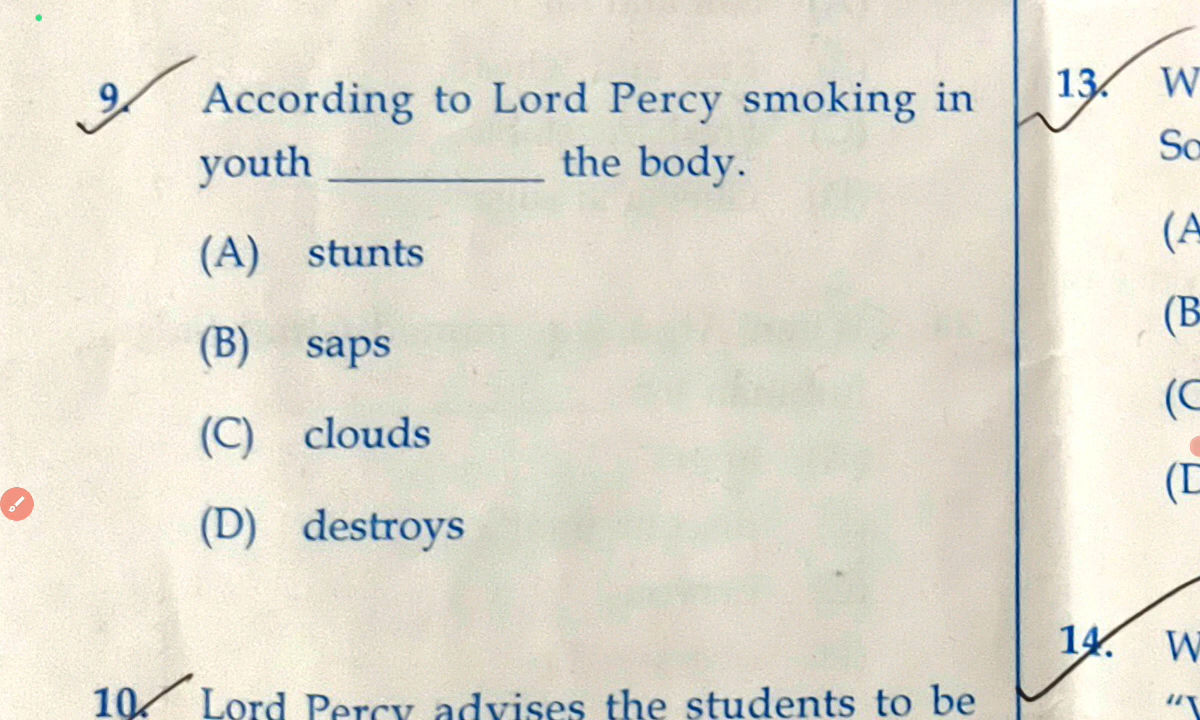 9. According to Lord Percy smoking in
youth __________ the body.
(A) stunts
(B) saps
(C) clouds
(D) destroys
10. Lord Percy advises the students to be
13. W
So
(A
(B
(C
(D
14. W
"W